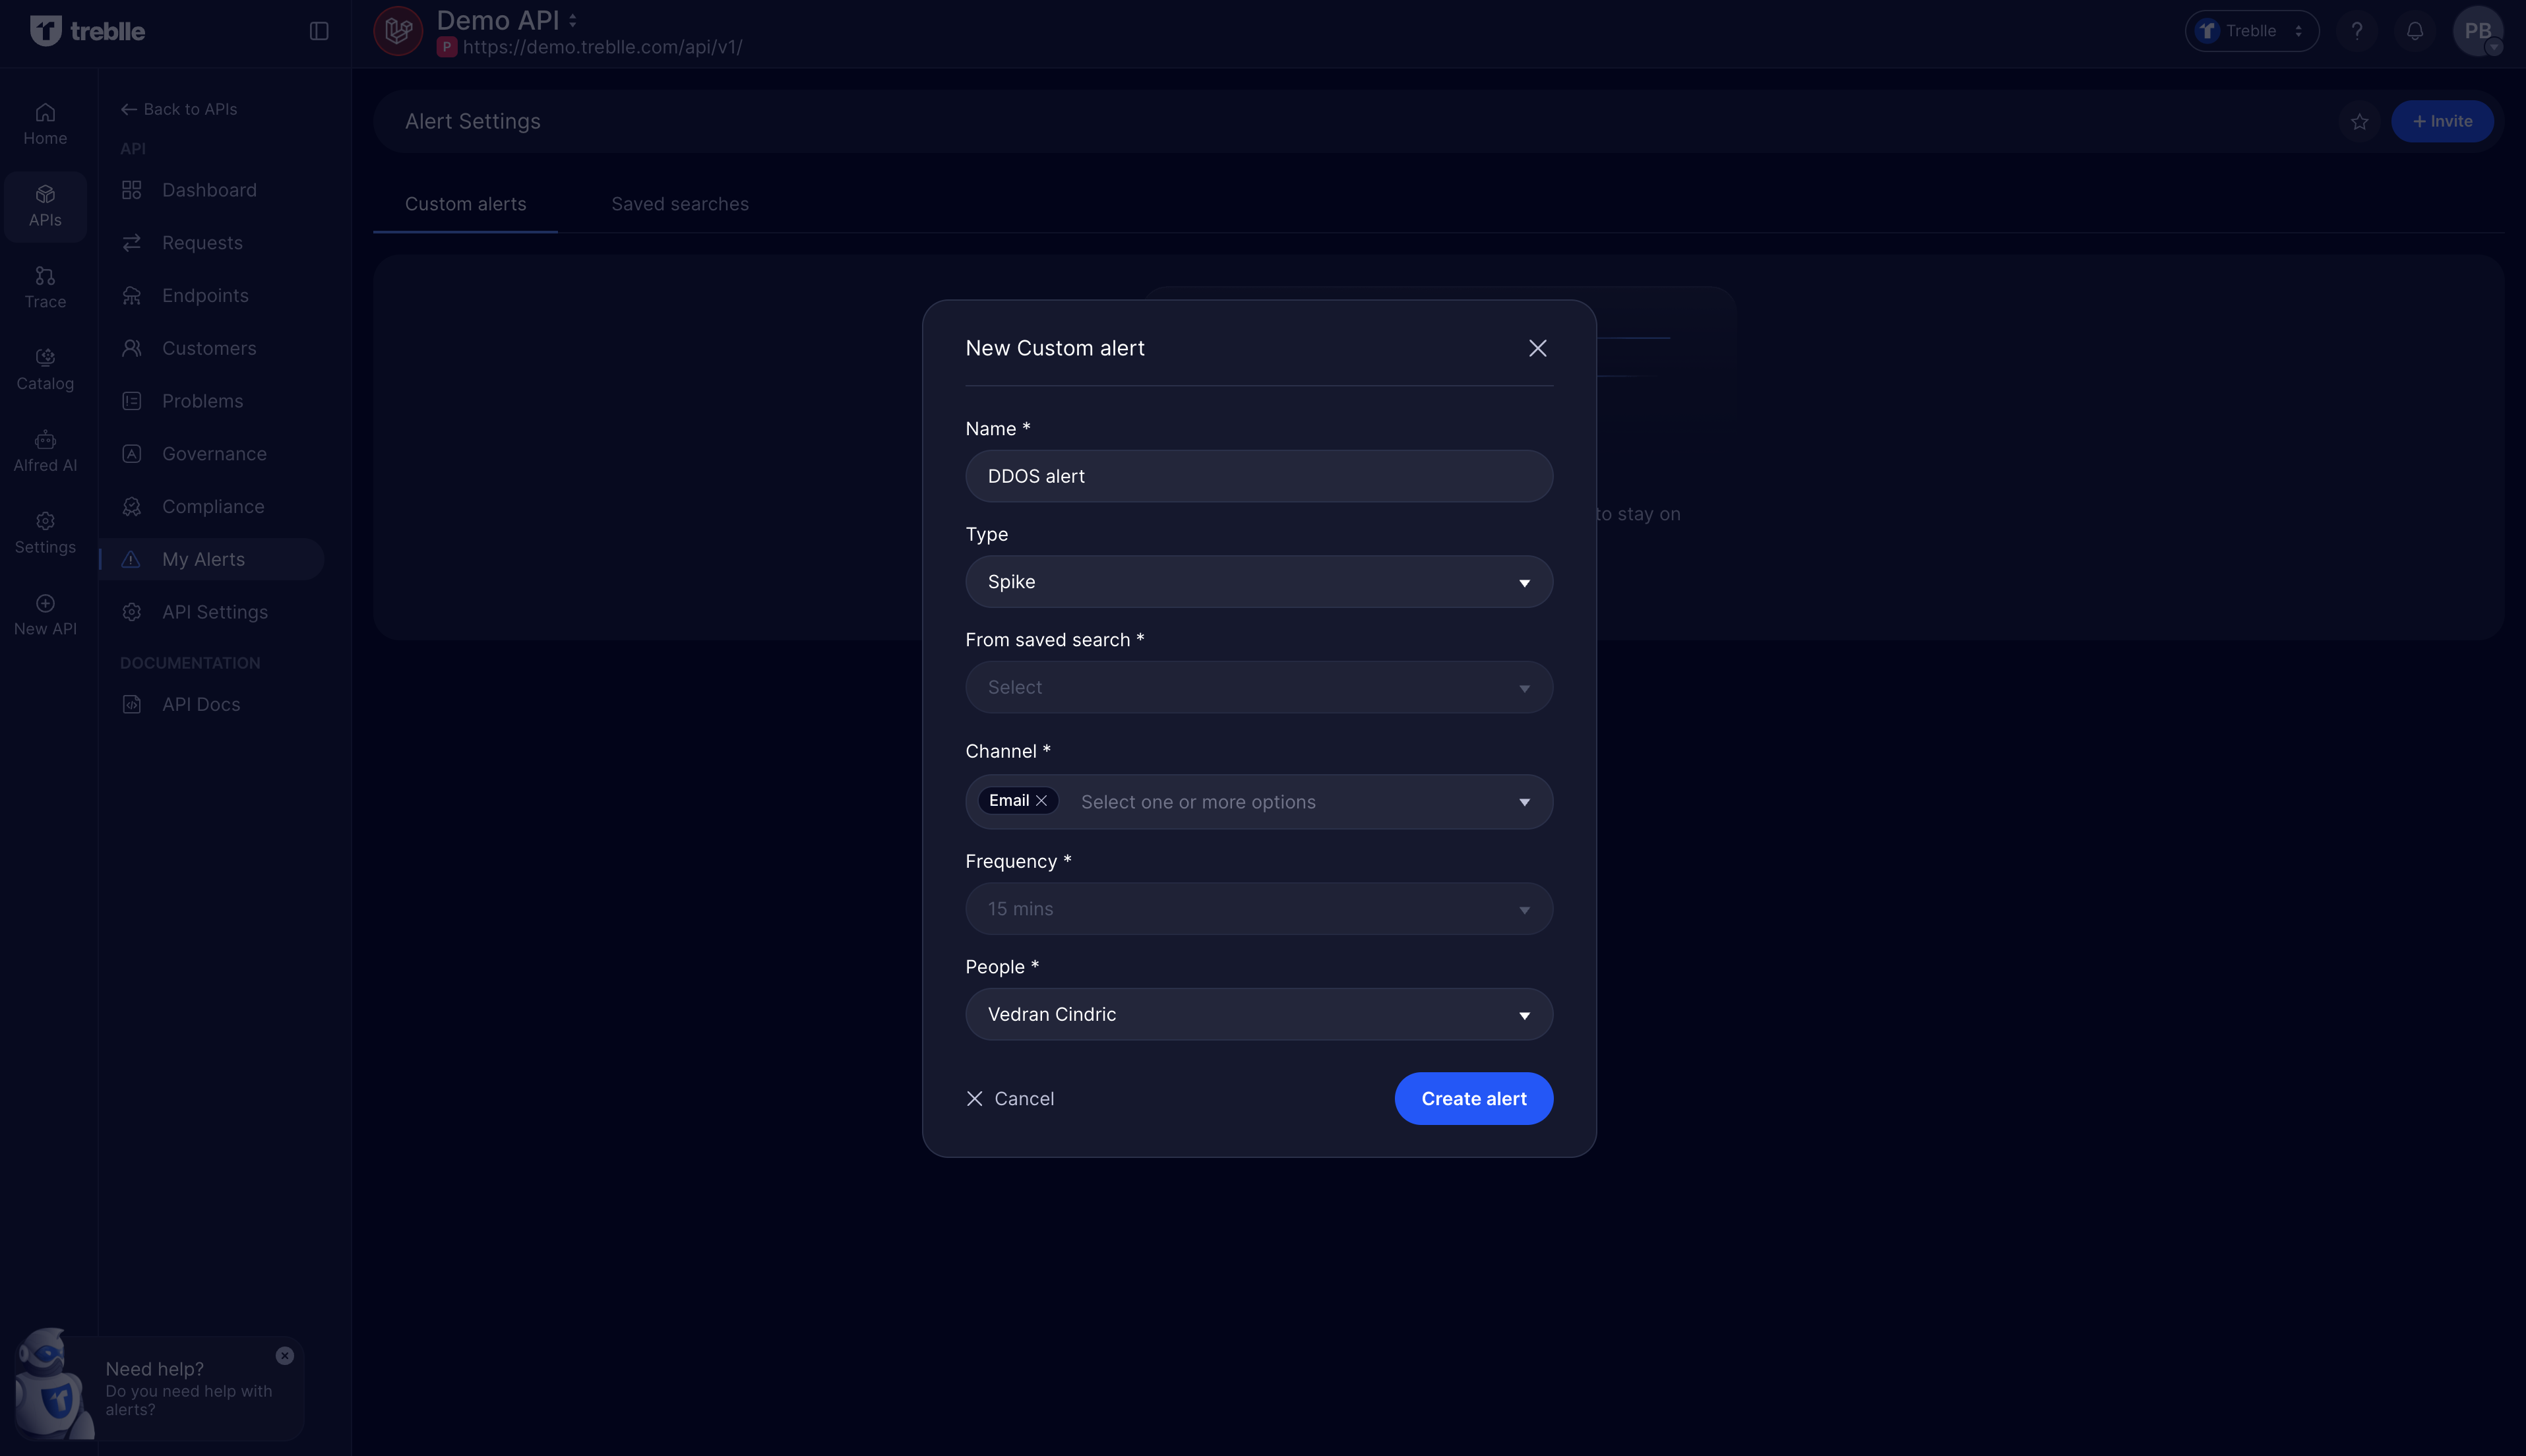 treblle
Demo API
P https://demo.treblle.com/api/v1/
Treblle
?
PB
Home
APIs
Trace
Catalog
Alfred AI
Settings
New API
Back to APIs
API
Dashboard
Requests
Endpoints
Customers
Problems
Governance
Compliance
My Alerts
API Settings
DOCUMENTATION
API Docs
Alert Settings
+ Invite
Custom alerts
Saved searches
to stay on
New Custom alert
Name *
DDOS alert
Type
Spike
From saved search *
Select
Channel *
Email
Select one or more options
Frequency *
15 mins
People *
Vedran Cindric
Cancel
Create alert
Need help?
Do you need help with
alerts?